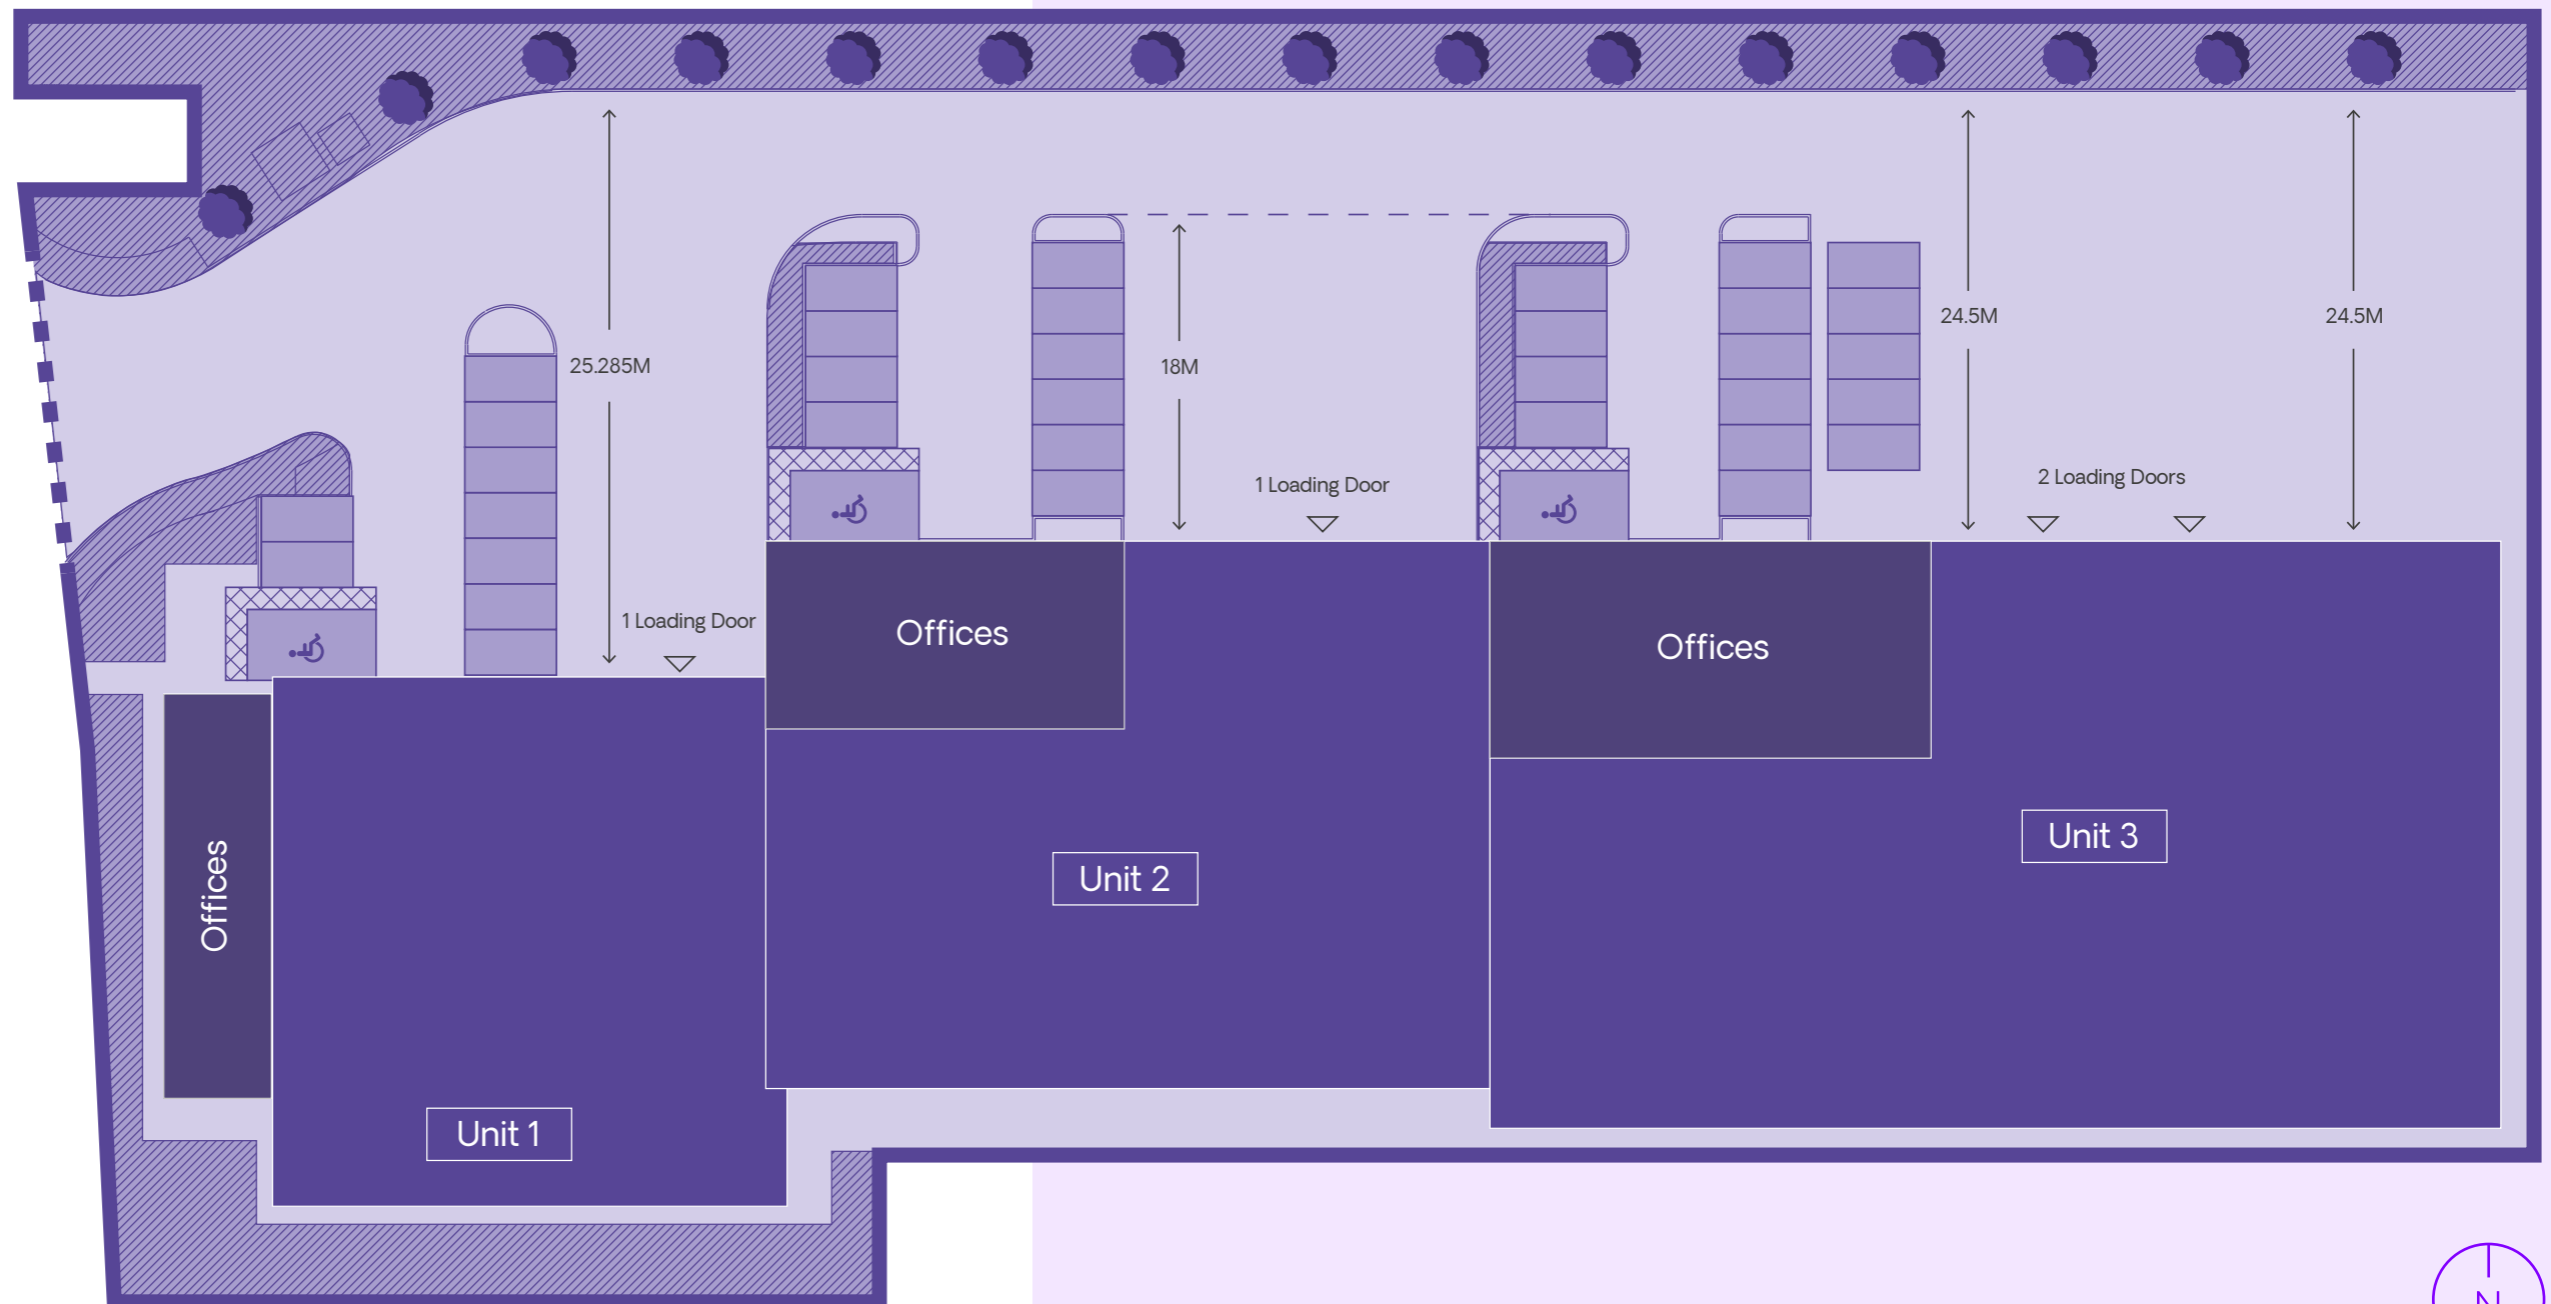 25.285M
18M
24.5M
24.5M
1 Loading Door
2 Loading Doors
1 Loading Door
Offices
Offices
Offices
Unit 3
Unit 2
Unit 1
N